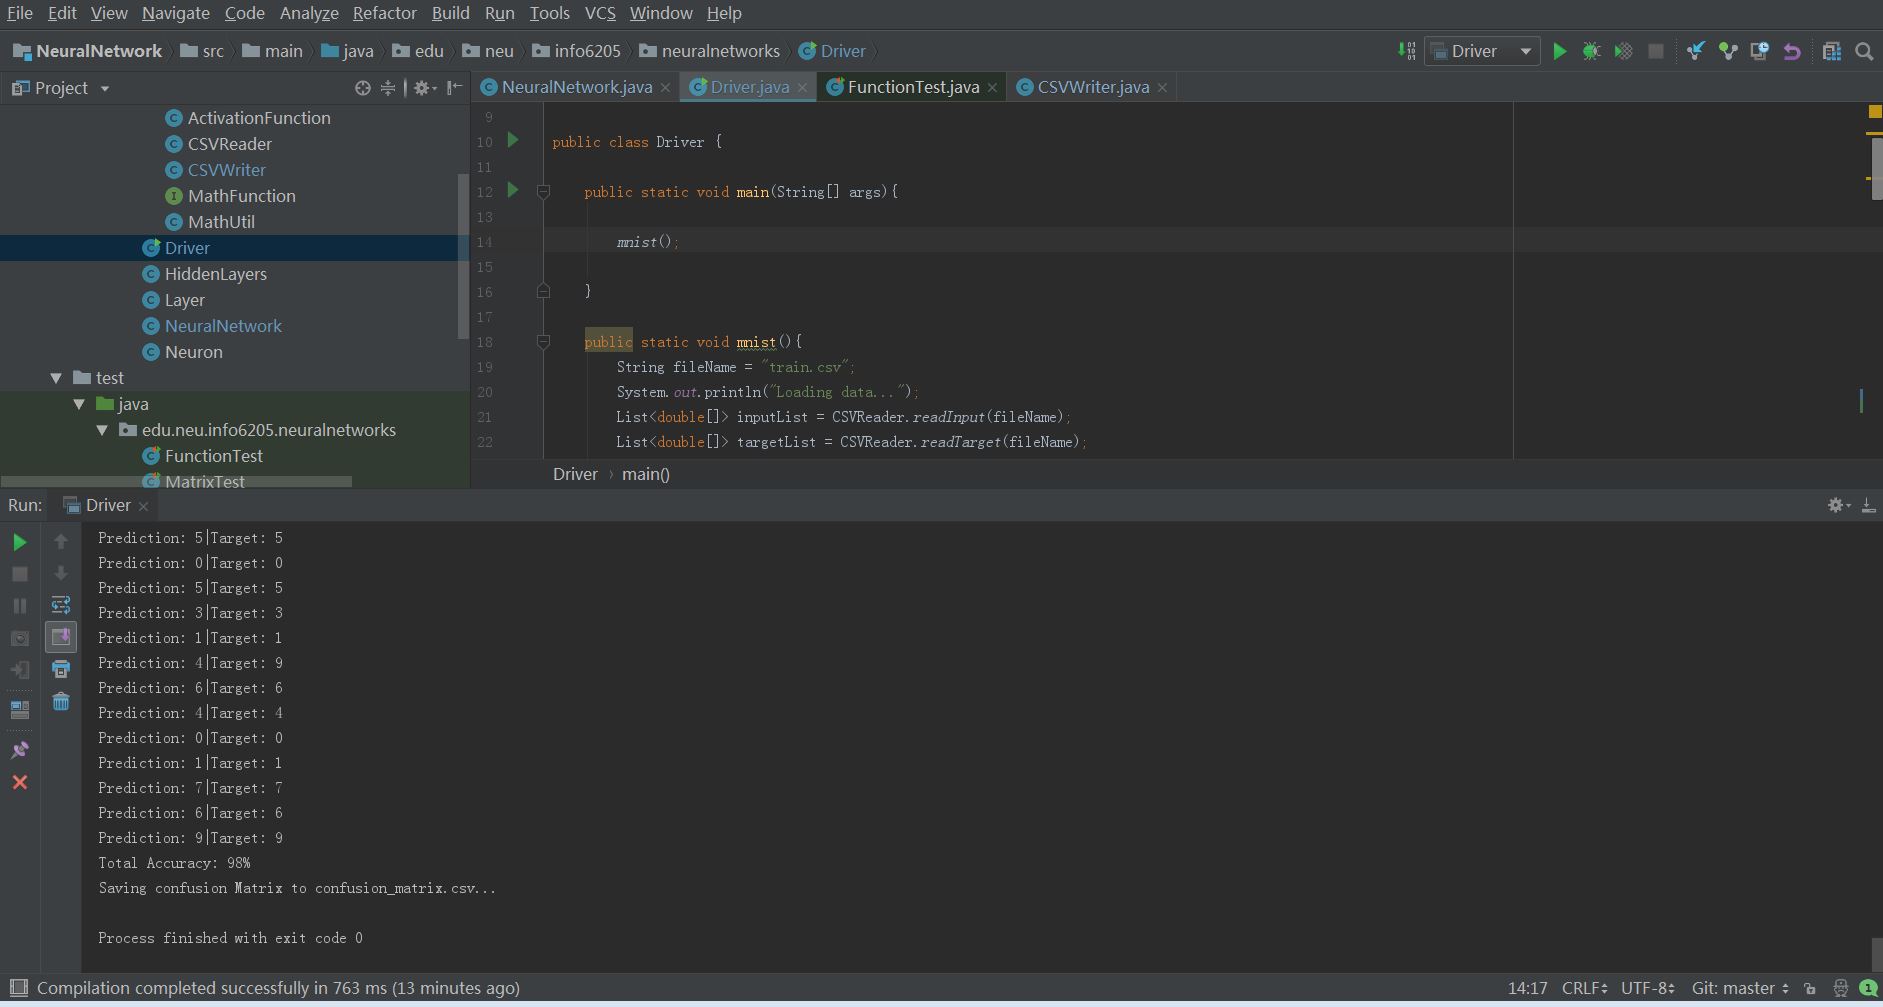 File Edit View Navigate Code Analyze Refactor Build Run Tools VCS Window Help
NeuralNetwork src main java edu neu info6205 neuralnetworks Driver
Driver
Project
NeuralNetwork.java Driver.java FunctionTest.java CSVWriter.java
ActivationFunction
CSVReader
CSVWriter
MathFunction
MathUtil
Driver
HiddenLayers
Layer
NeuralNetwork
Neuron
test
java
edu.neu.info6205.neuralnetworks
FunctionTest
MatrixTest
9
10 public class Driver {
11
12 public static void main(String[] args){
13
14 mnist();
15
16 }
17
18 public static void mnist(){
19 String fileName = "train.csv";
20 System.out.println("Loading data...");
21 List<double[]> inputList = CSVReader.readInput(fileName);
22 List<double[]> targetList = CSVReader.readTarget(fileName);
Driver › main()
Run: Driver
Prediction: 5|Target: 5
Prediction: 0|Target: 0
Prediction: 5|Target: 5
Prediction: 3|Target: 3
Prediction: 1|Target: 1
Prediction: 4|Target: 9
Prediction: 6|Target: 6
Prediction: 4|Target: 4
Prediction: 0|Target: 0
Prediction: 1|Target: 1
Prediction: 7|Target: 7
Prediction: 6|Target: 6
Prediction: 9|Target: 9
Total Accuracy: 98%
Saving confusion Matrix to confusion_matrix.csv...
Process finished with exit code 0
Compilation completed successfully in 763 ms (13 minutes ago)
14:17 CRLF UTF-8 Git: master 1